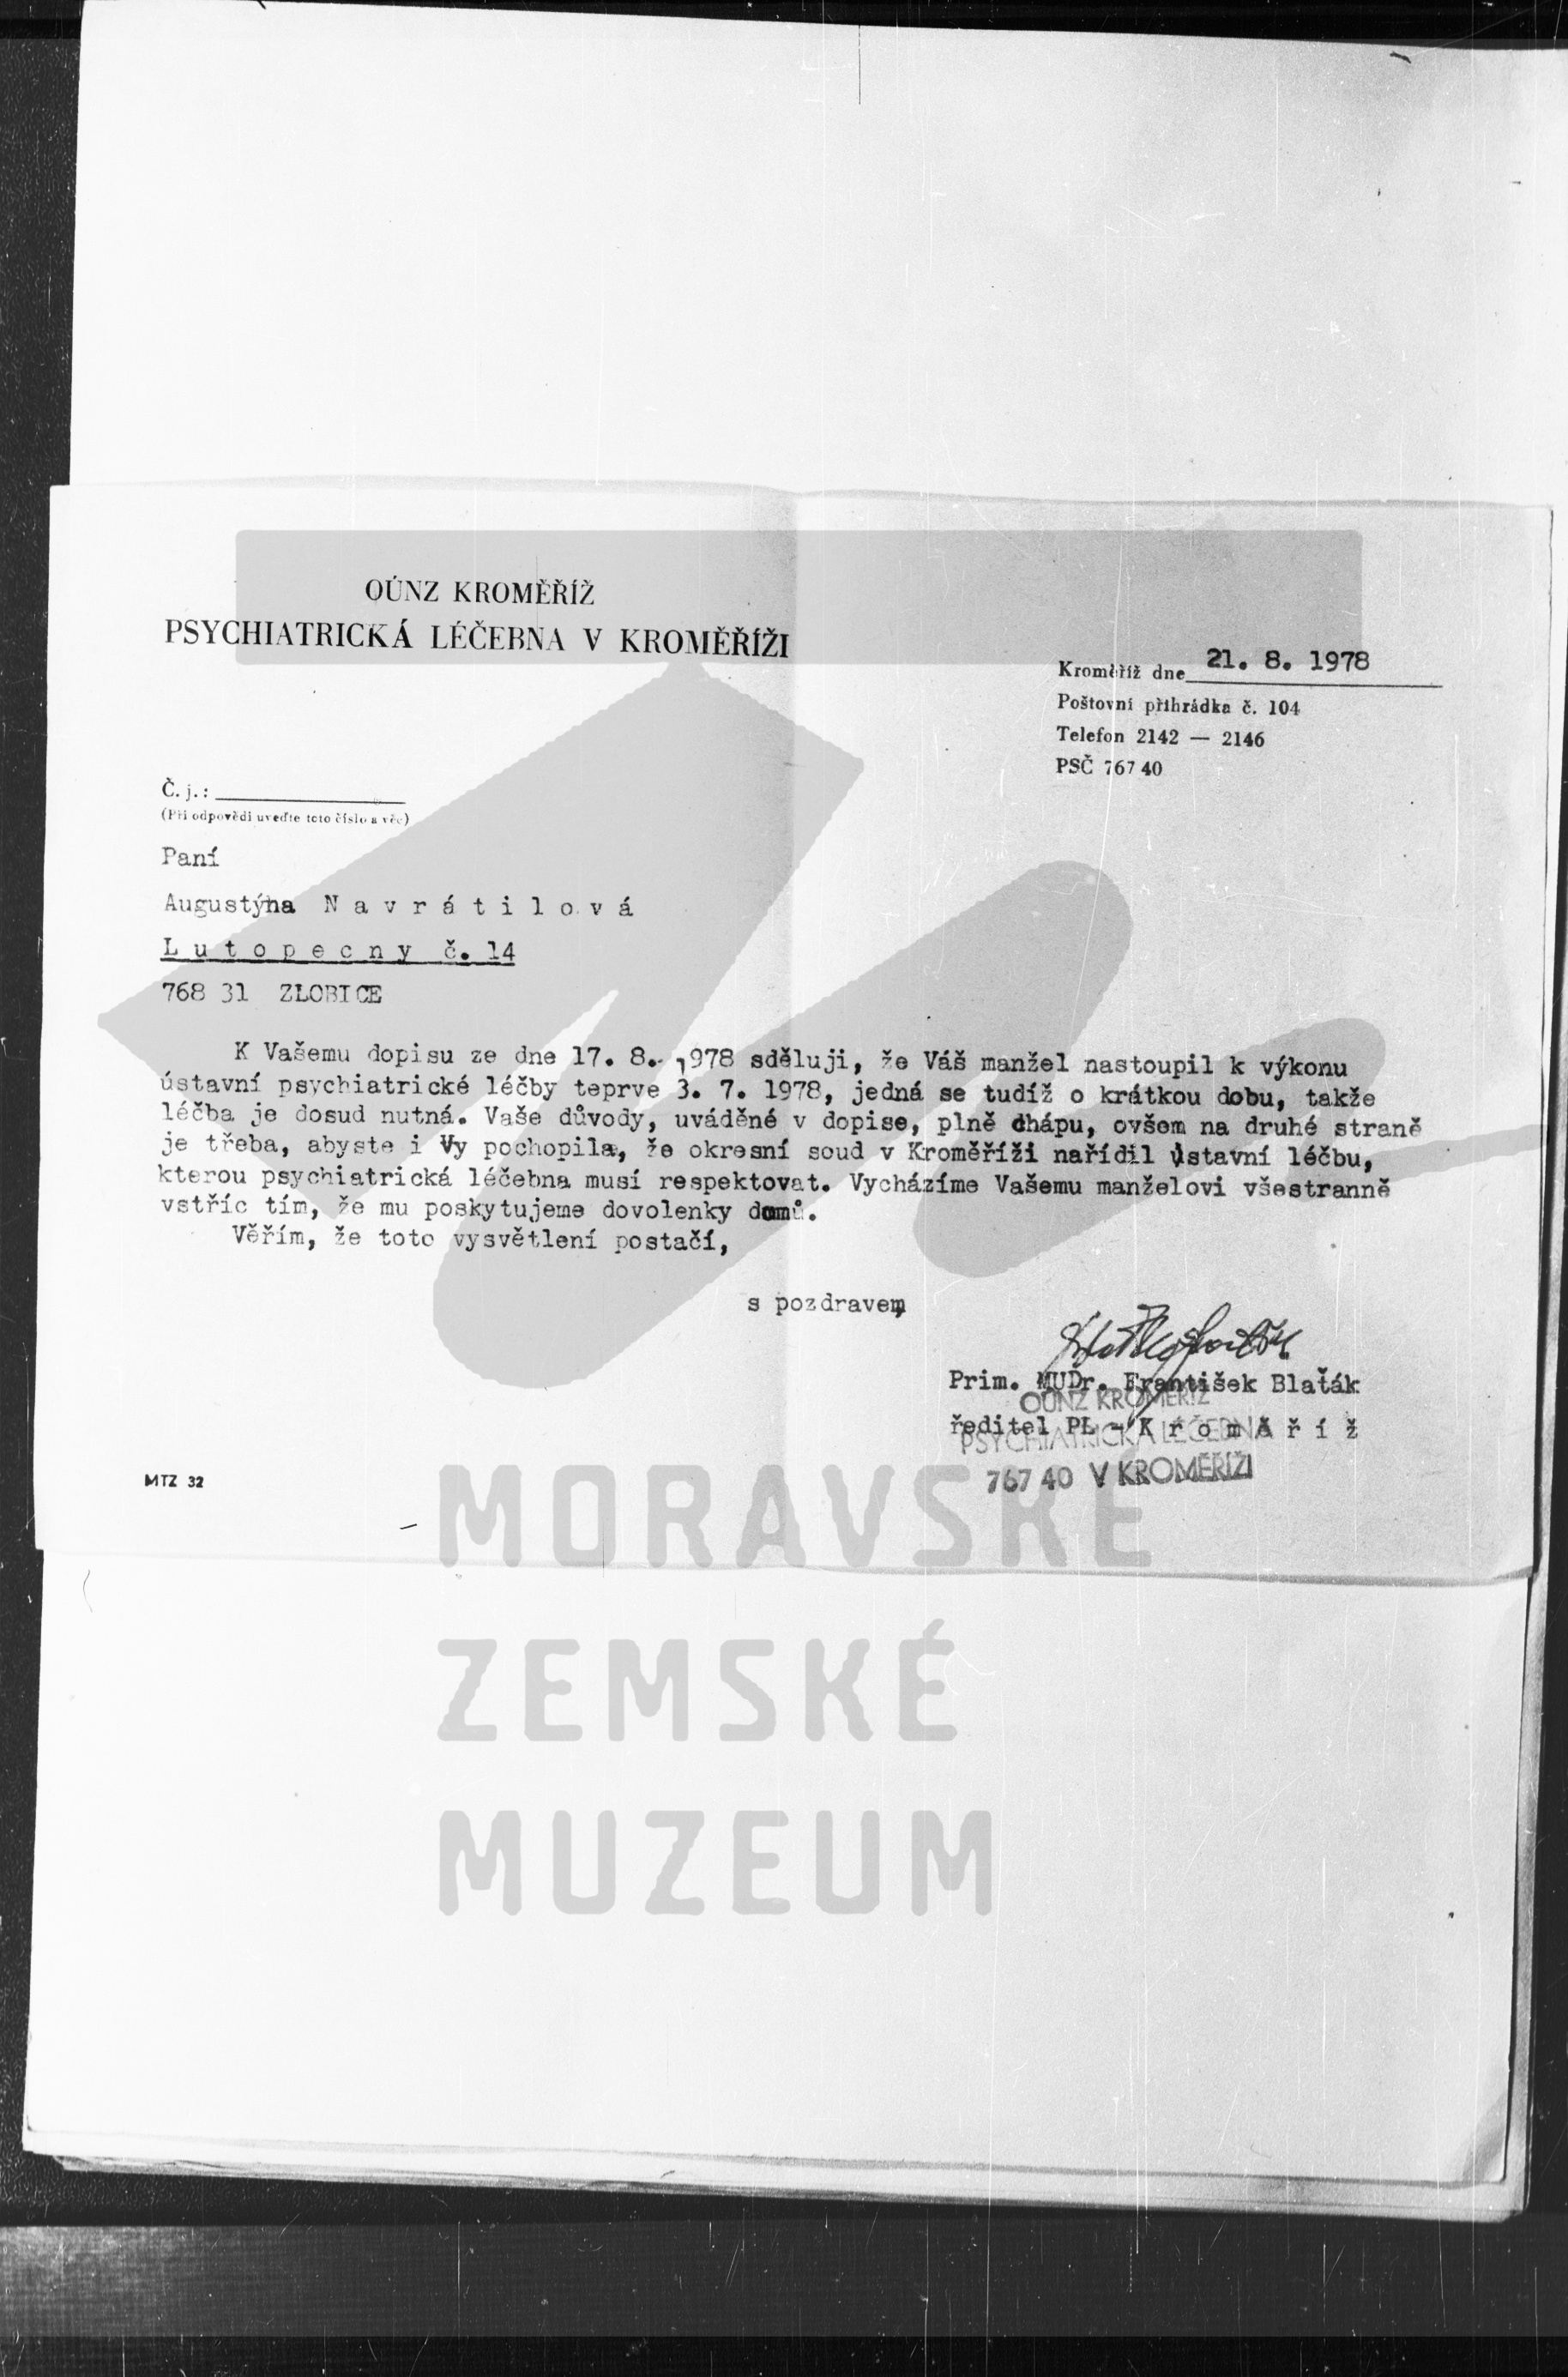 OÚNZ KROMĚŘÍŽ
PSYCHIATRICKÁ LÉČEBNA V KROMĚŘÍŽI
Kroměříž dne 21. 8. 1978
Poštovní přihrádka č. 104
Telefon 2142 — 2146
PSČ 767 40
Č. j. :
(Při odpovědi uveďte toto číslo a věc)
Paní
Augustýna N a v r á t i l o v á
L u t o p e c n y č. 14
768 31 ZLOBICE
K Vašemu dopisu ze dne 17. 8. 1978 sděluji, že Váš manžel nastoupil k výkonu
ústavní psychiatrické léčby teprve 3. 7. 1978, jedná se tudíž o krátkou dobu, takže
léčba je dosud nutná. Vaše důvody, uváděné v dopise, plně chápu, ovšem na druhé straně
je třeba, abyste i Vy pochopila, že okresní soud v Kroměříži nařídil ústavní léčbu,
kterou psychiatrická léčebna musí respektovat. Vycházíme Vašemu manželovi všestranně
vstříc tím, že mu poskytujeme dovolenky domů.
Věřím, že toto vysvětlení postačí,
s pozdravem
Prim. MUDr. František Blaťák
OÚNZ KROMĚŘÍŽ
ředitel PL - K r o m ě ř í ž
PSYCHIATRICKÁ LÉČEBNA
767 40 V KROMĚŘÍŽI
MTZ 32
MORAVSKÉ
ZEMSKÉ
MUZEUM